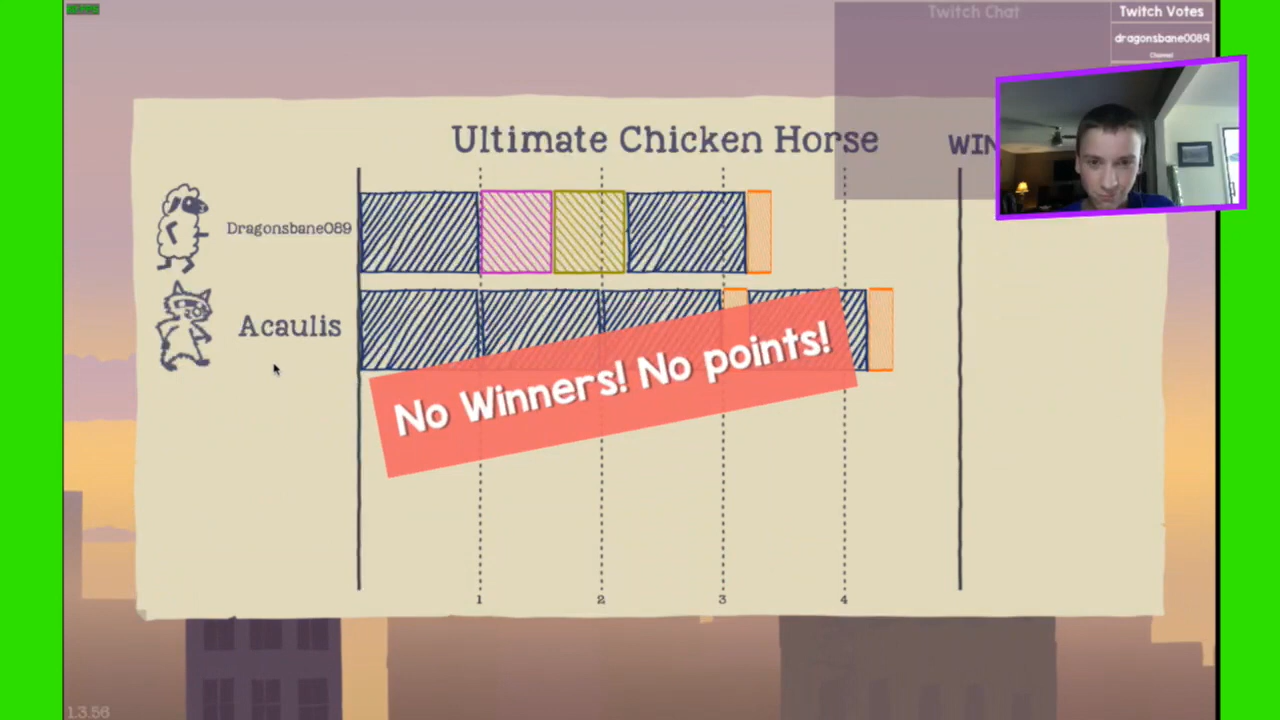 Twitch Chat
Twitch Votes
dragonsbane0089
Channel
Ultimate Chicken Horse
WIN
Dragonsbane089
Acaulis
No Winners! No points!
1
2
3
4
1.3.56